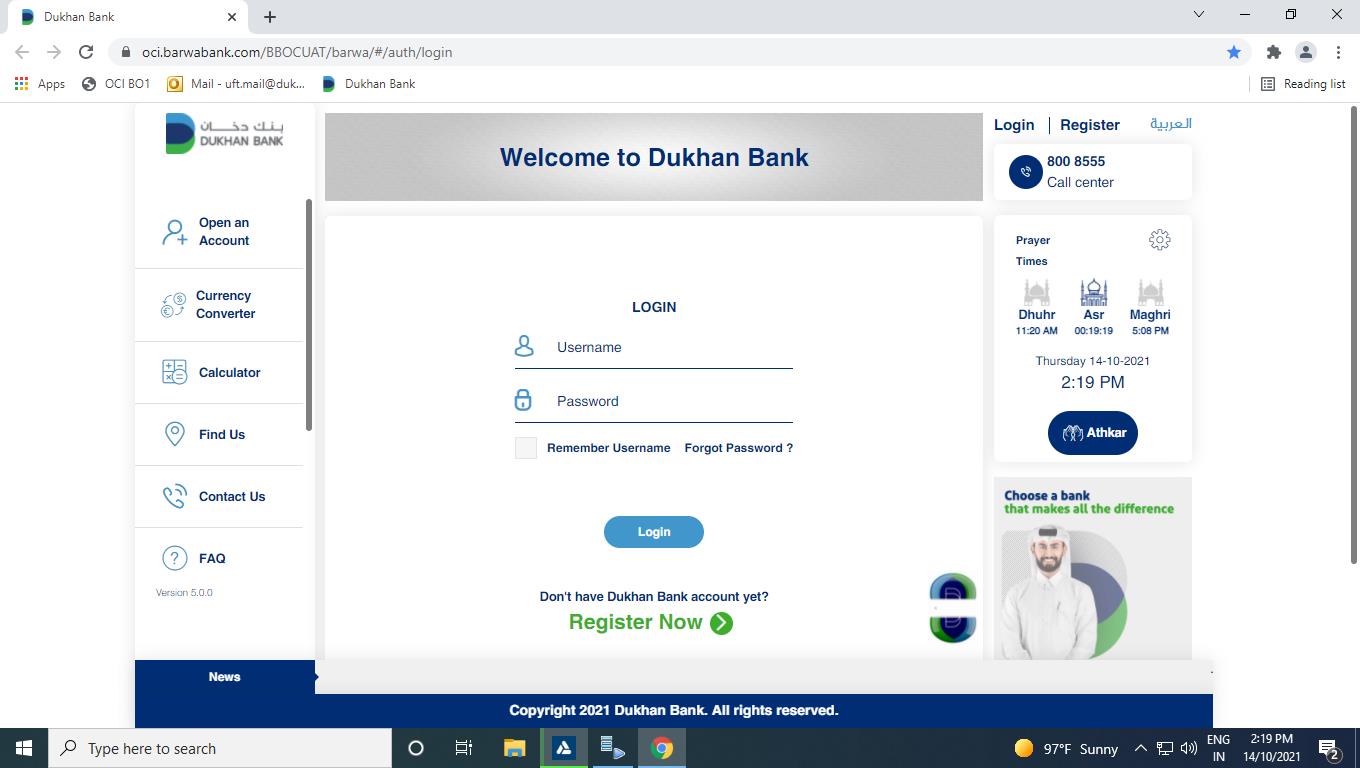 Dukhan Bank
oci.barwabank.com/BBOCUAT/barwa/#/auth/login
Apps
OCI BO1
Mail - uft.mail@duk...
Dukhan Bank
Reading list
بنك دخان
DUKHAN BANK
Open an
Account
Currency
Converter
Calculator
Find Us
Contact Us
FAQ
Version 5.0.0
Welcome to Dukhan Bank
LOGIN
Username
Password
Remember Username
Forgot Password ?
Login
Don't have Dukhan Bank account yet?
Register Now
Login
Register
العربية
800 8555
Call center
Prayer
Times
Dhuhr
Asr
Maghri
11:20 AM
00:19:19
5:08 PM
Thursday 14-10-2021
2:19 PM
Athkar
Choose a bank
that makes all the difference
News
Copyright 2021 Dukhan Bank. All rights reserved.
Type here to search
97°F Sunny
ENG
IN
2:19 PM
14/10/2021
2